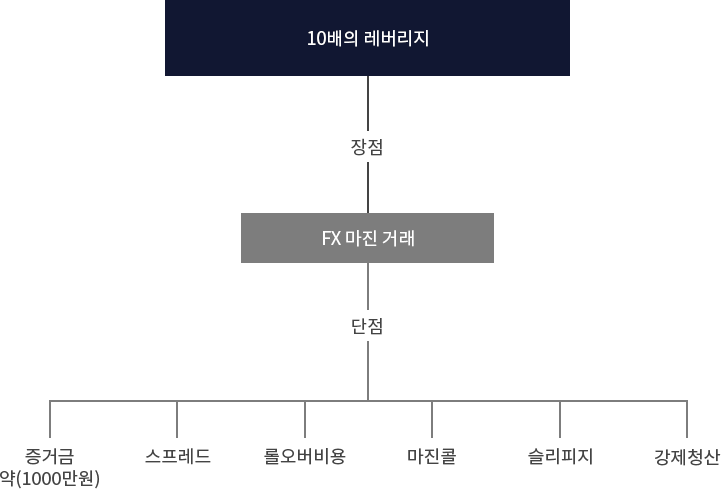 10배의 레버리지
장점
FX 마진 거래
단점
증거금
약(1000만원)
스프레드
롤오버비용
마진콜
슬리피지
강제청산